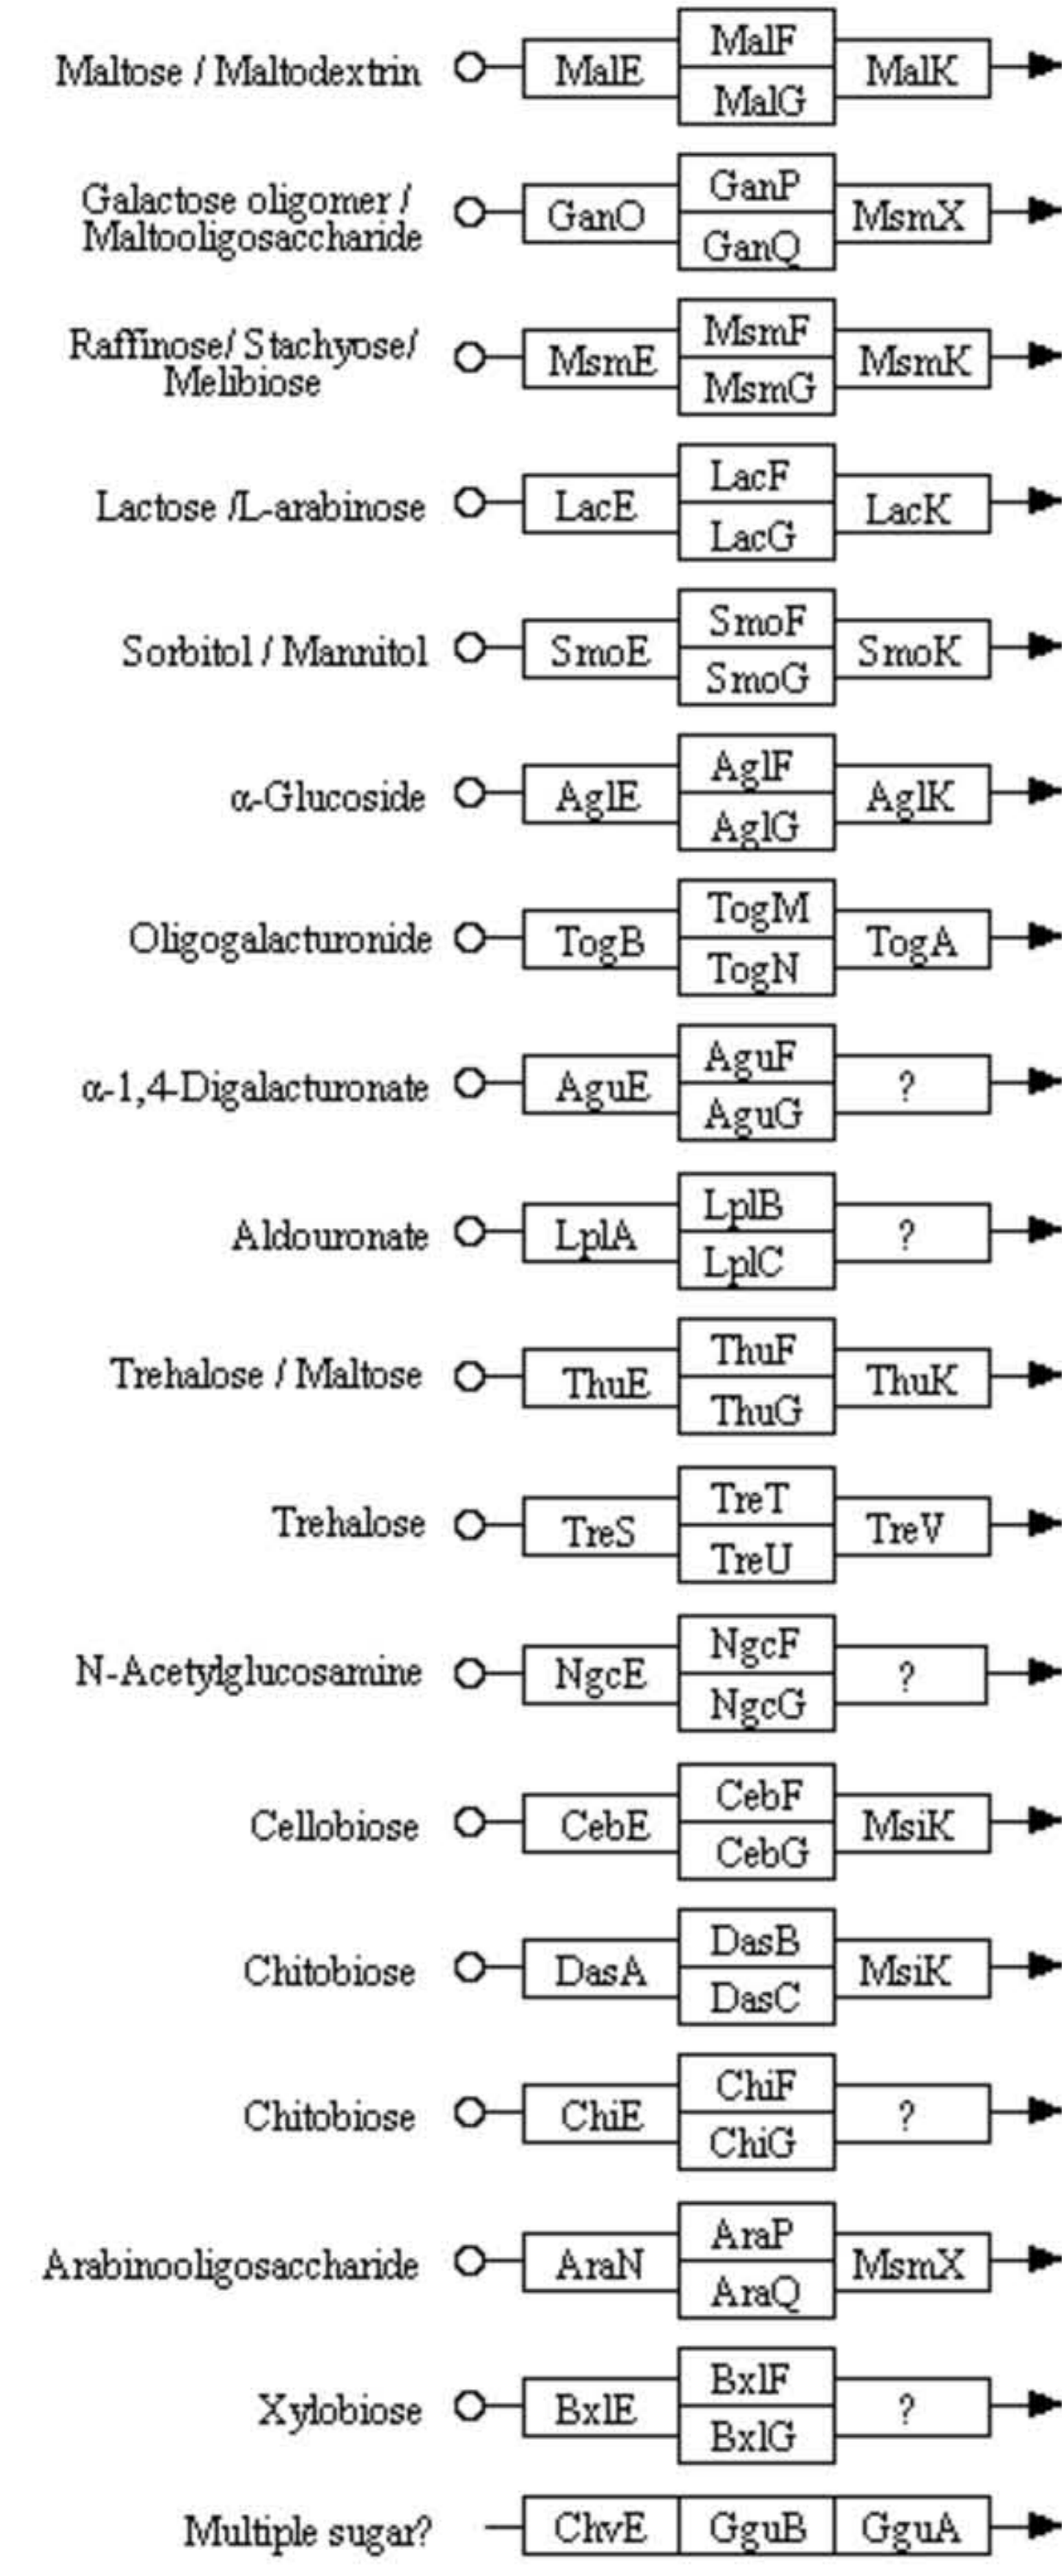 Maltose / Maltodextrin MalE MalF MalG MalK
Galactose oligomer /
Maltooligosaccharide GanO GanP GanQ MsmX
Raffinose/ Stachyose/
Melibiose MsmE MsmF MsmG MsmK
Lactose /L-arabinose LacE LacF LacG LacK
Sorbitol / Mannitol SmoE SmoF SmoG SmoK
α-Glucoside AglE AglF AglG AglK
Oligogalacturonide TogB TogM TogN TogA
α-1,4-Digalacturonate AguE AguF AguG ?
Aldouronate LplA LplB LplC ?
Trehalose / Maltose ThuE ThuF ThuG ThuK
Trehalose TreS TreT TreU TreV
N-Acetylglucosamine NgcE NgcF NgcG ?
Cellobiose CebE CebF CebG MsiK
Chitobiose DasA DasB DasC MsiK
Chitobiose ChiE ChiF ChiG ?
Arabinooligosaccharide AraN AraP AraQ MsmX
Xylobiose BxlE BxlF BxlG ?
Multiple sugar? ChvE GguB GguA